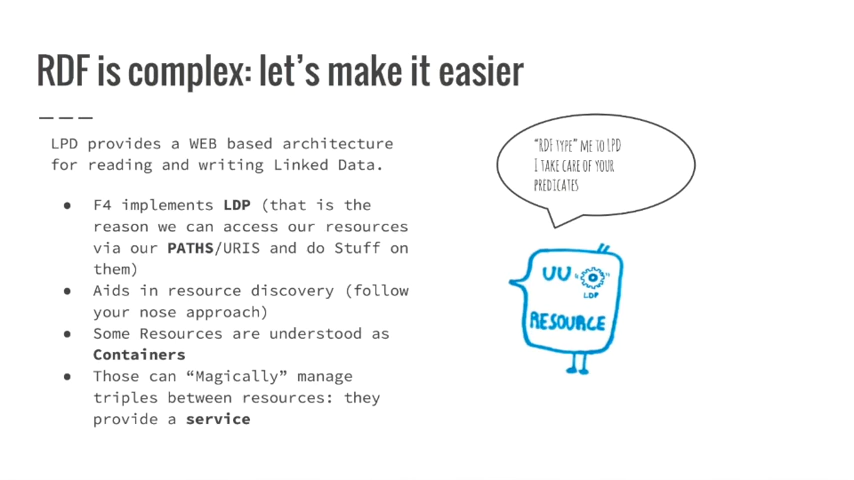 RDF is complex: let's make it easier
LPD provides a WEB based architecture
for reading and writing Linked Data.
● F4 implements LDP (that is the
reason we can access our resources
via our PATHS/URIS and do Stuff on
them)
● Aids in resource discovery (follow
your nose approach)
● Some Resources are understood as
Containers
● Those can “Magically” manage
triples between resources: they
provide a service
“RDF type” me to LPD
I take care of your
predicates
LDP
RESOURCE